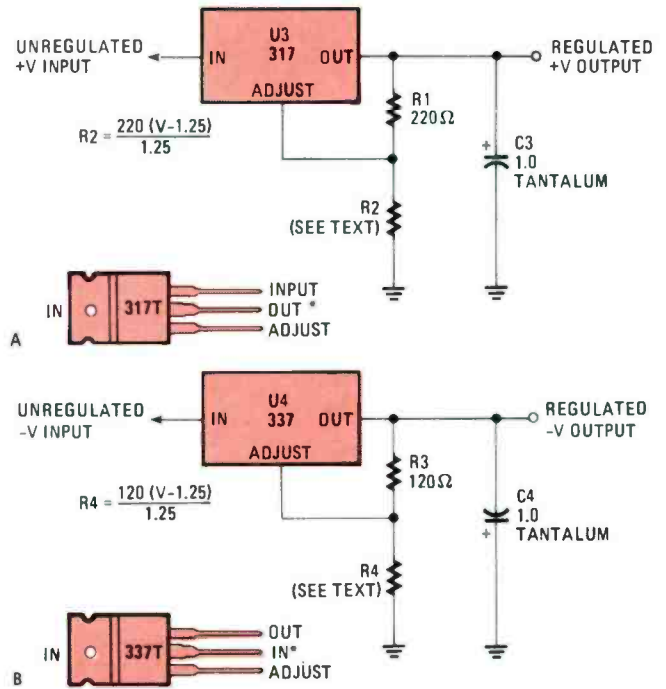 UNREGULATED
+V INPUT
IN
U3
317
OUT
ADJUST
REGULATED
+V OUTPUT
R2 = 220 (V-1.25)
1.25
R1
220Ω
C3
+ 1.0
TANTALUM
R2
(SEE TEXT)
IN
317T
INPUT
OUT *
ADJUST
A
UNREGULATED
-V INPUT
IN
U4
337
OUT
ADJUST
REGULATED
-V OUTPUT
R4 = 120 (V-1.25)
1.25
R3
120Ω
C4
1.0
+ TANTALUM
R4
(SEE TEXT)
IN
337T
OUT
IN*
ADJUST
B